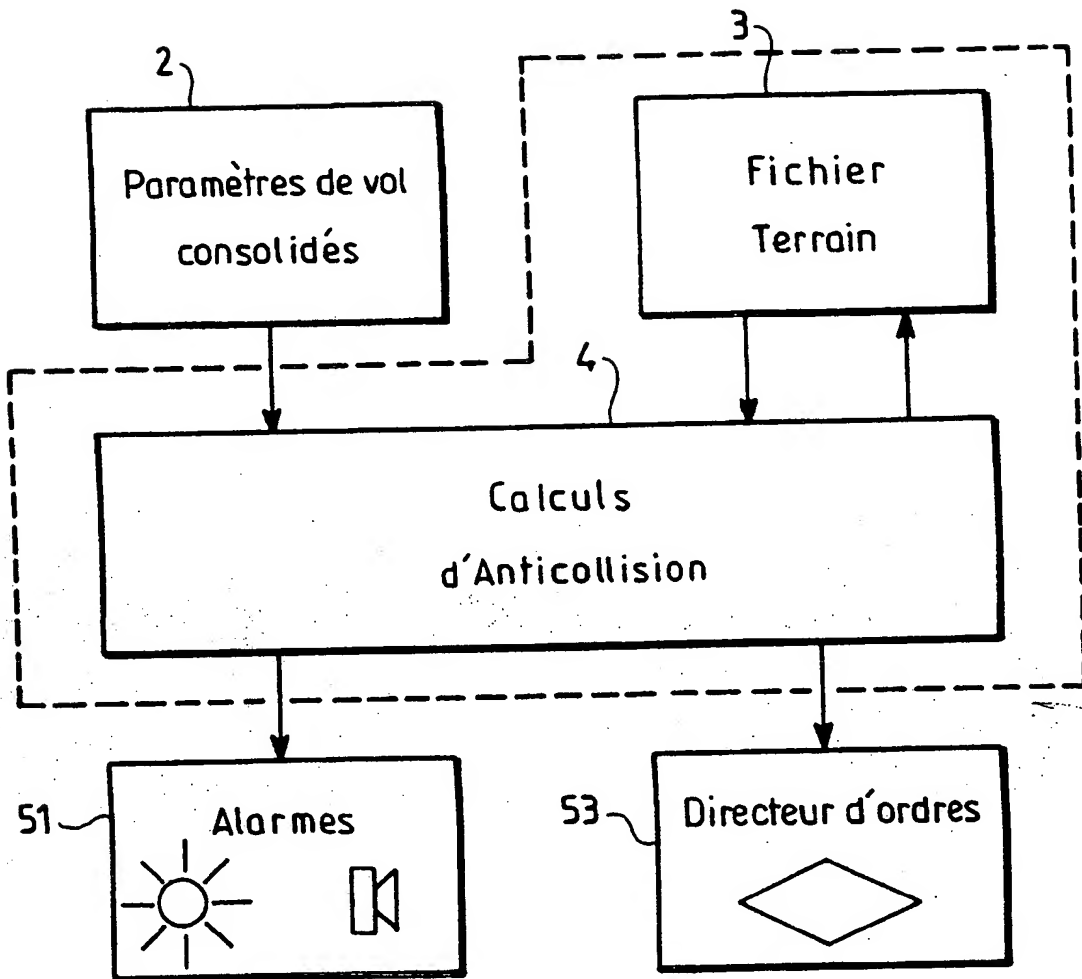 3
2
Paramètres de vol
consolidés
Fichier
Terrain
4
Calculs
d'Anticollision
51
Alarmes
53
Directeur d'ordres